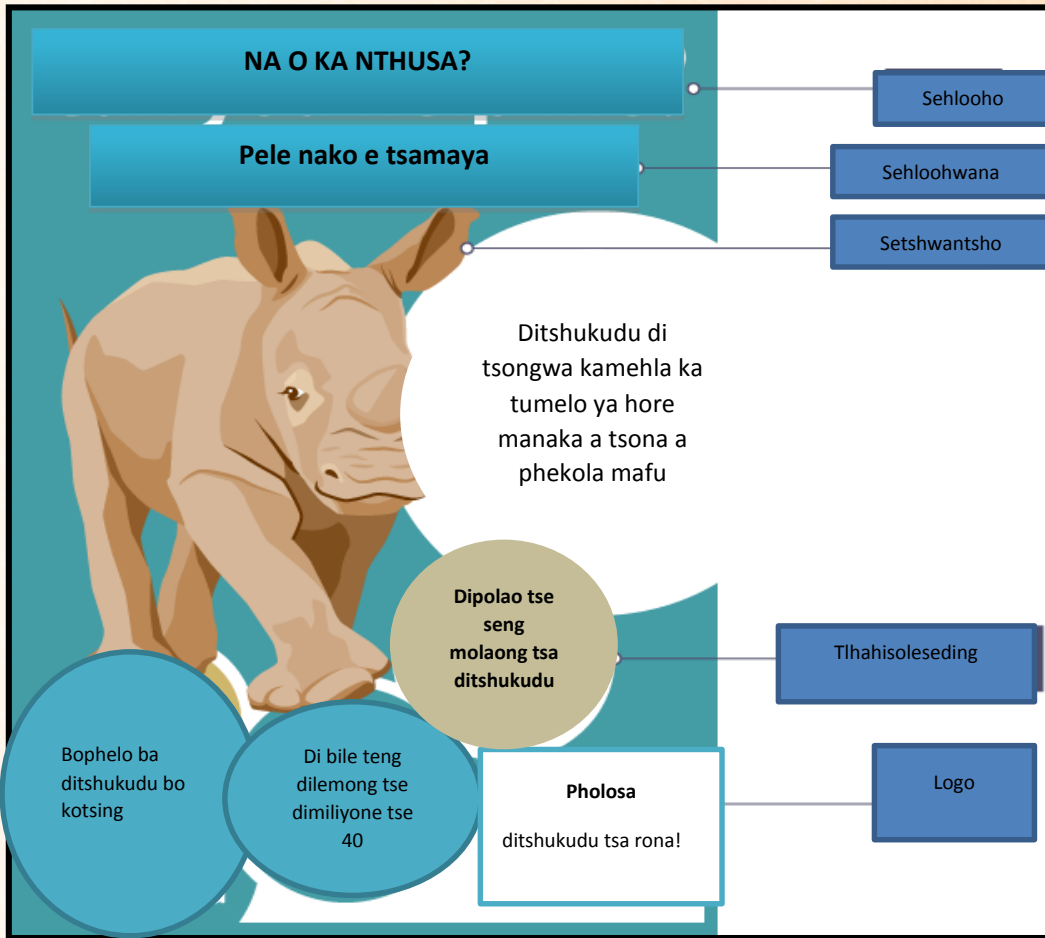 NA O KA NTHUSA?
Sehlooho
Pele nako e tsamaya
Sehloohwana
Setshwantsho
Ditshukudu di
tsongwa kamehla ka
tumelo ya hore
manaka a tsona a
phekola mafu
Dipolao tse
seng
molaong tsa
ditshukudu
Tlhahisoleseding
Bophelo ba
ditshukudu bo
kotsing
Di bile teng
dilemong tse
dimiliyone tse
40
Pholosa
ditshukudu tsa rona!
Logo